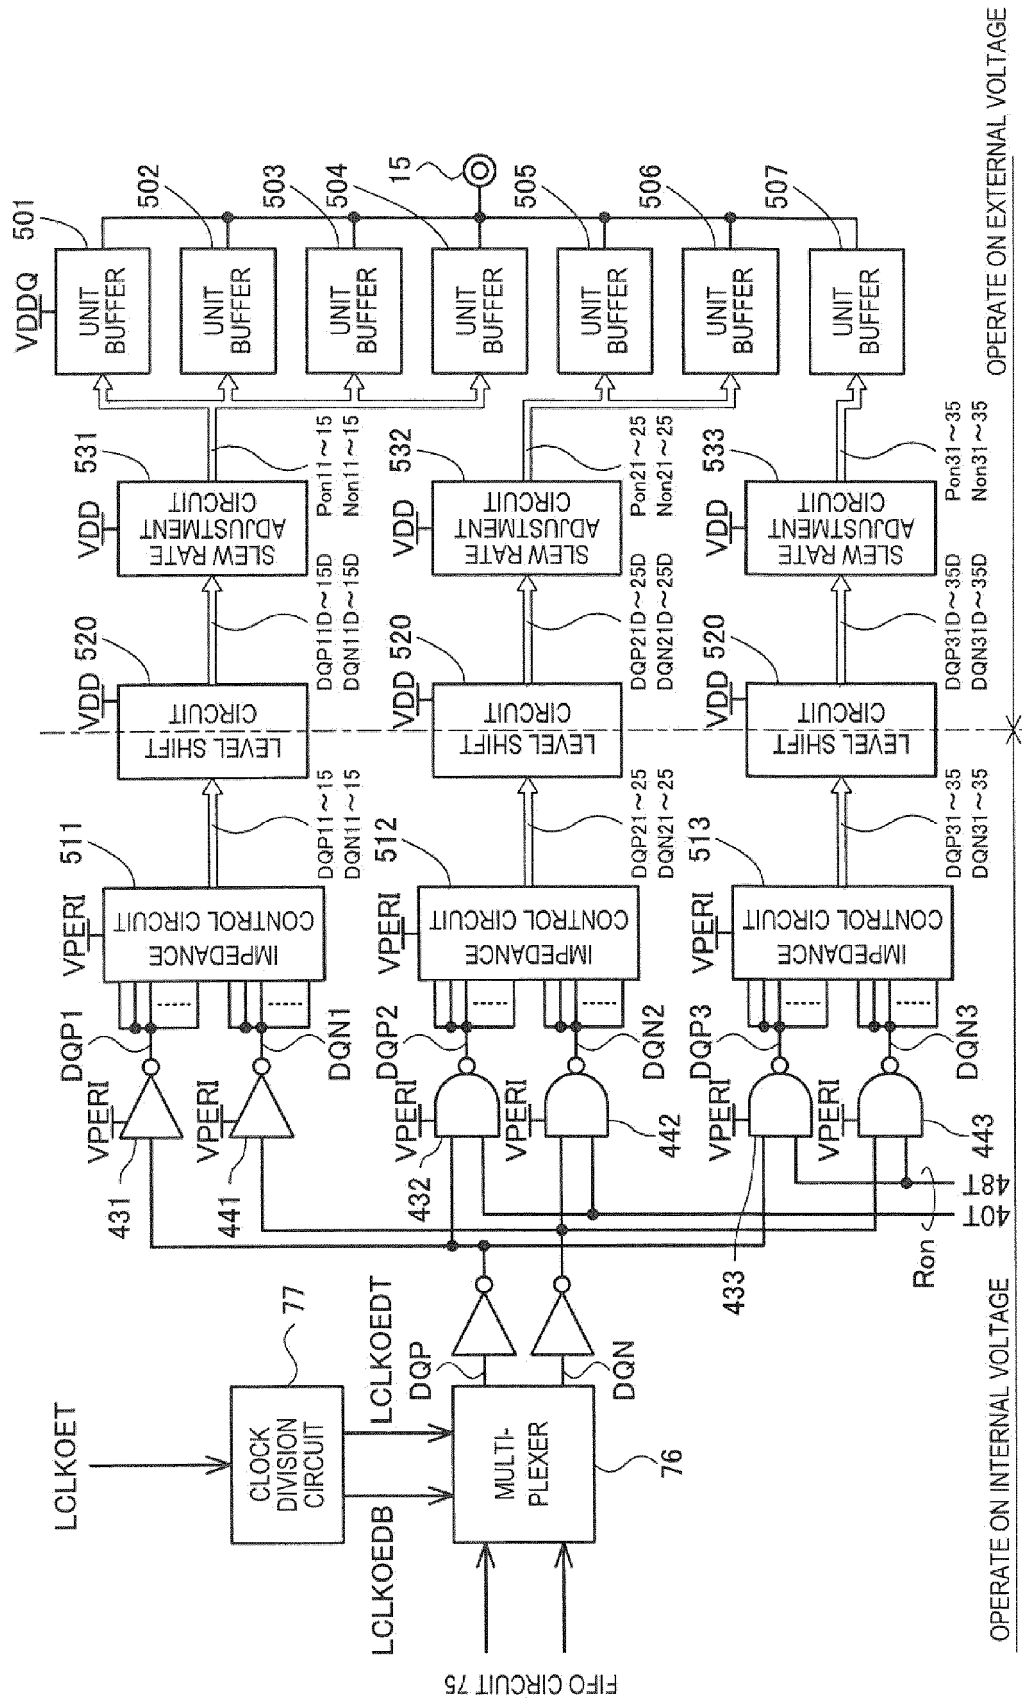 FIFO CIRCUIT 75
LCLKOET
CLOCK
DIVISION
CIRCUIT
77
LCLKOEDB
LCLKOEDT
MULTI-
PLEXER
76
DQP
DQN
431
VPERI
DQP1
441
VPERI
DQN1
432
VPERI
DQP2
442
VPERI
DQN2
433
VPERI
DQP3
443
VPERI
DQN3
Ron
40T
48T
VPERI
511
IMPEDANCE
CONTROL CIRCUIT
DQP11~15
DQN11~15
VDD
520
LEVEL SHIFT
CIRCUIT
DQP11D~15D
DQN11D~15D
VDD
531
SLEW RATE
ADJUSTMENT
CIRCUIT
Pon11~15
Non11~15
VPERI
512
IMPEDANCE
CONTROL CIRCUIT
DQP21~25
DQN21~25
VDD
520
LEVEL SHIFT
CIRCUIT
DQP21D~25D
DQN21D~25D
VDD
532
SLEW RATE
ADJUSTMENT
CIRCUIT
Pon21~25
Non21~25
VPERI
513
IMPEDANCE
CONTROL CIRCUIT
DQP31~35
DQN31~35
VDD
520
LEVEL SHIFT
CIRCUIT
DQP31D~35D
DQN31D~35D
VDD
533
SLEW RATE
ADJUSTMENT
CIRCUIT
Pon31~35
Non31~35
VDDQ
501
UNIT
BUFFER
502
UNIT
BUFFER
503
UNIT
BUFFER
504
UNIT
BUFFER
15
505
UNIT
BUFFER
506
UNIT
BUFFER
507
UNIT
BUFFER
OPERATE ON INTERNAL VOLTAGE
OPERATE ON EXTERNAL VOLTAGE